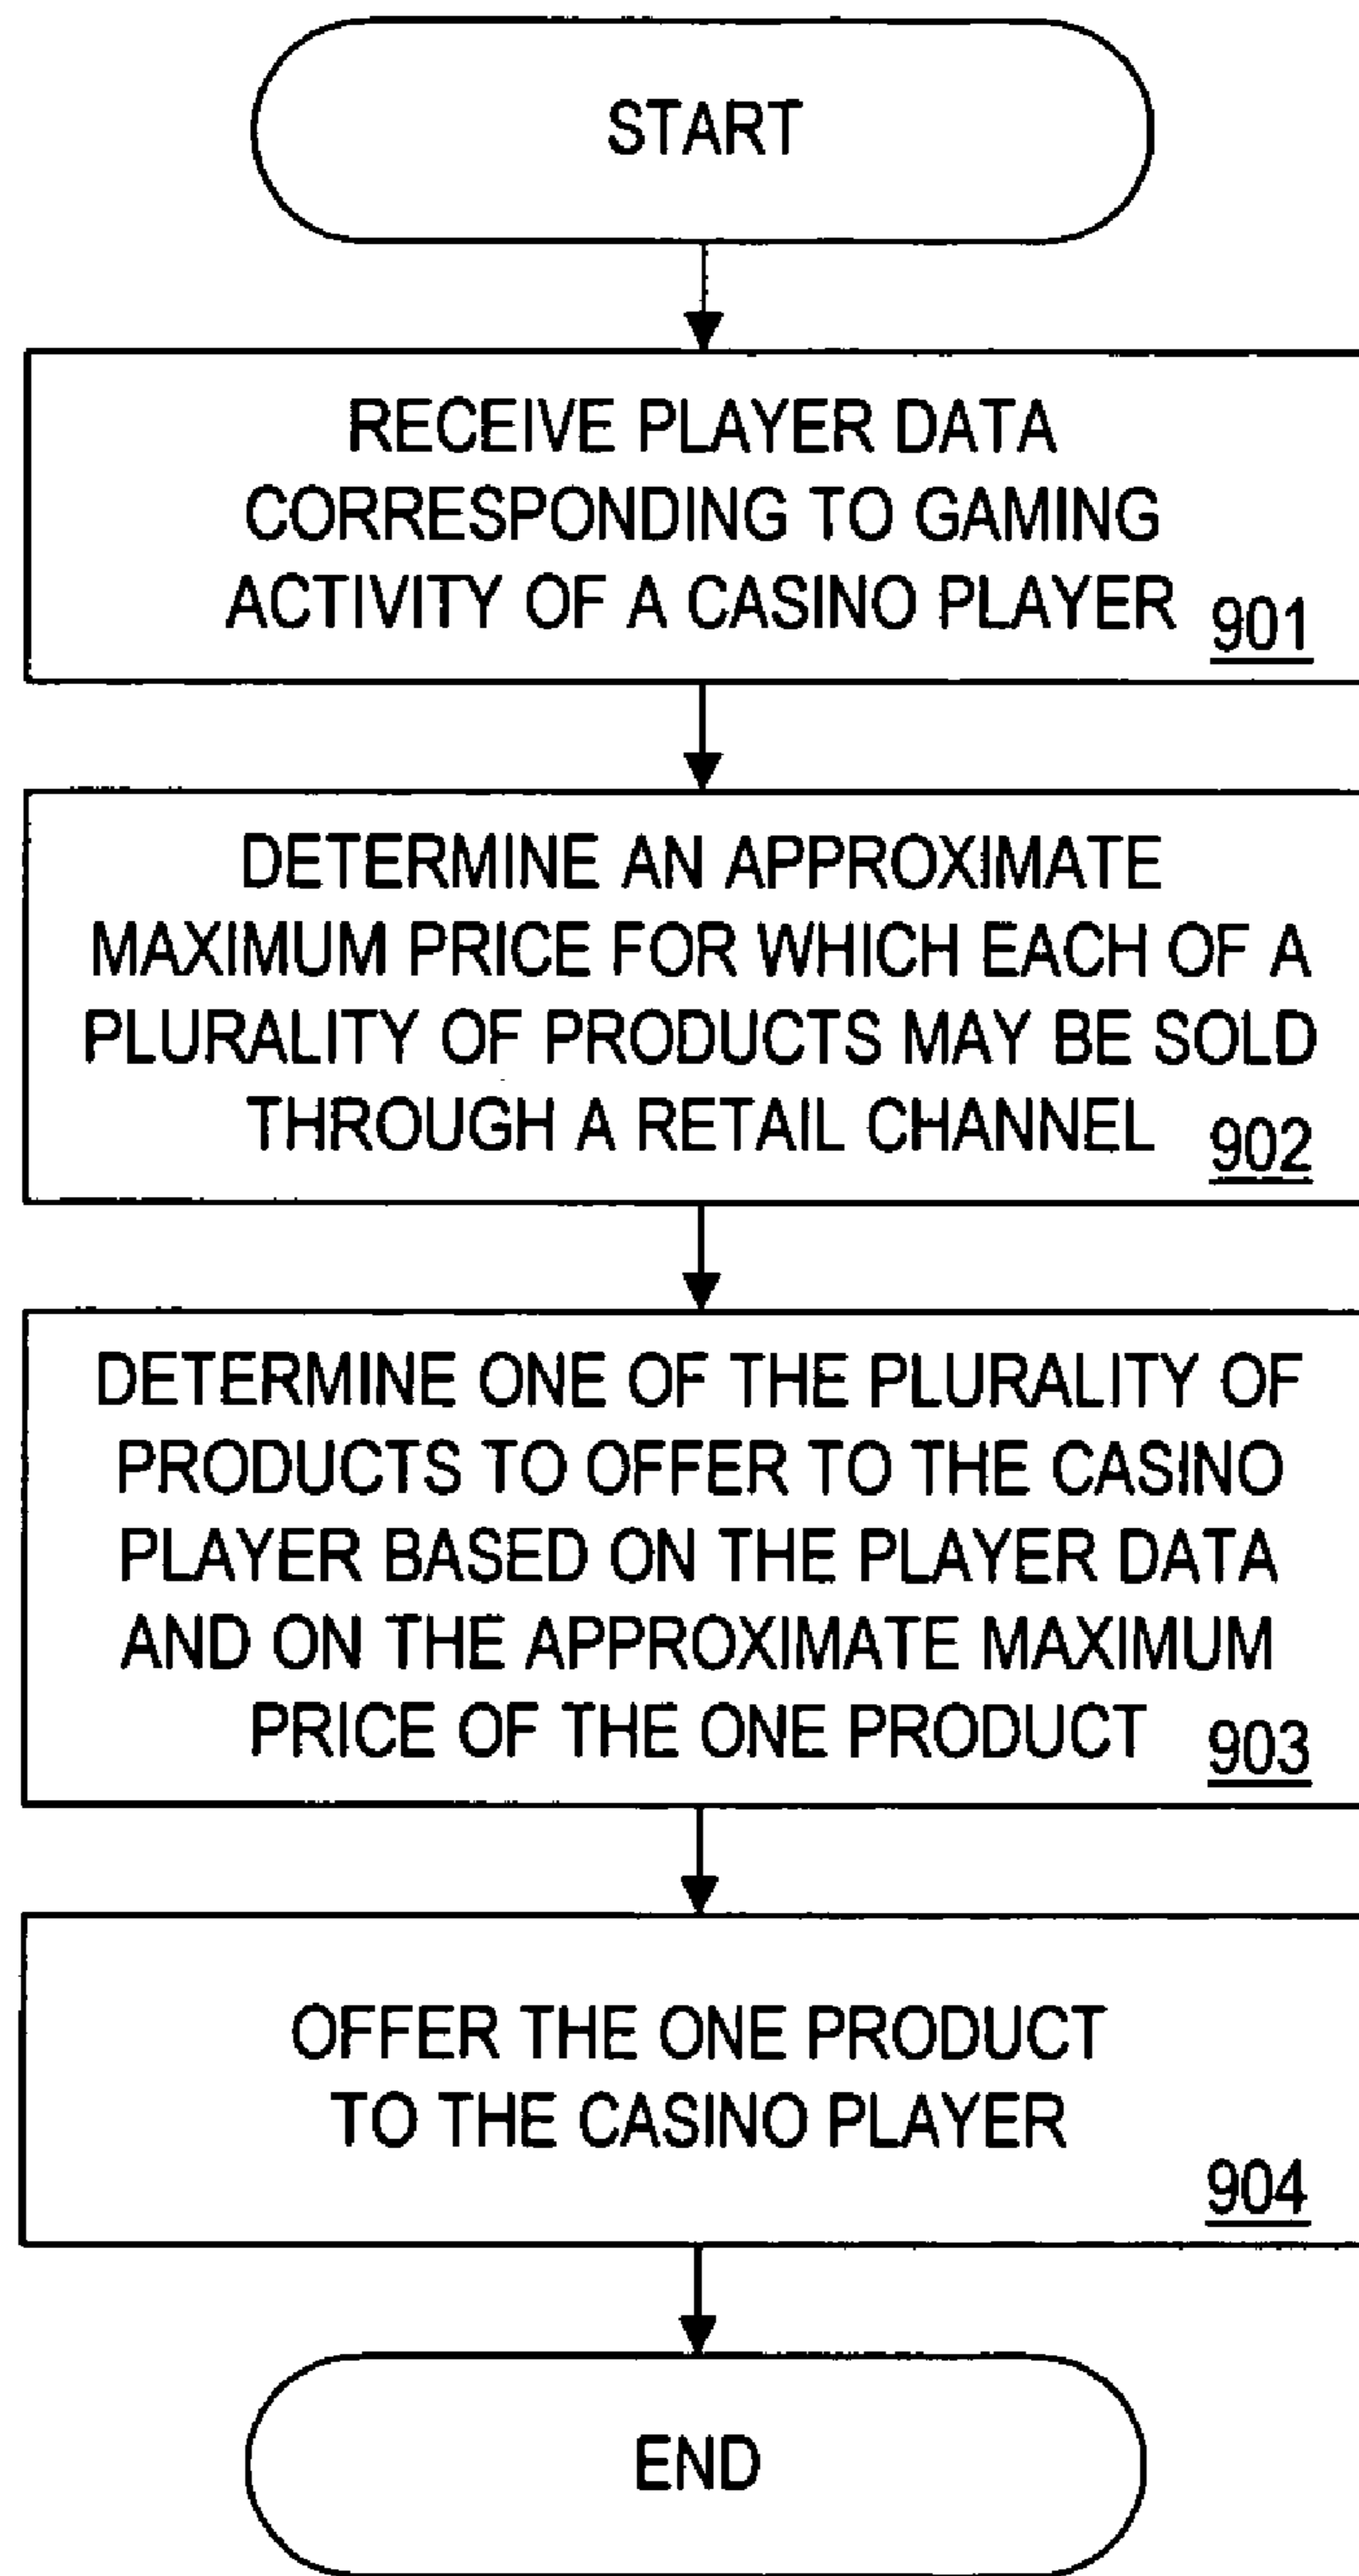 START
RECEIVE PLAYER DATA
CORRESPONDING TO GAMING
ACTIVITY OF A CASINO PLAYER 901
DETERMINE AN APPROXIMATE
MAXIMUM PRICE FOR WHICH EACH OF A
PLURALITY OF PRODUCTS MAY BE SOLD
THROUGH A RETAIL CHANNEL 902
DETERMINE ONE OF THE PLURALITY OF
PRODUCTS TO OFFER TO THE CASINO
PLAYER BASED ON THE PLAYER DATA
AND ON THE APPROXIMATE MAXIMUM
PRICE OF THE ONE PRODUCT 903
OFFER THE ONE PRODUCT
TO THE CASINO PLAYER
904
END